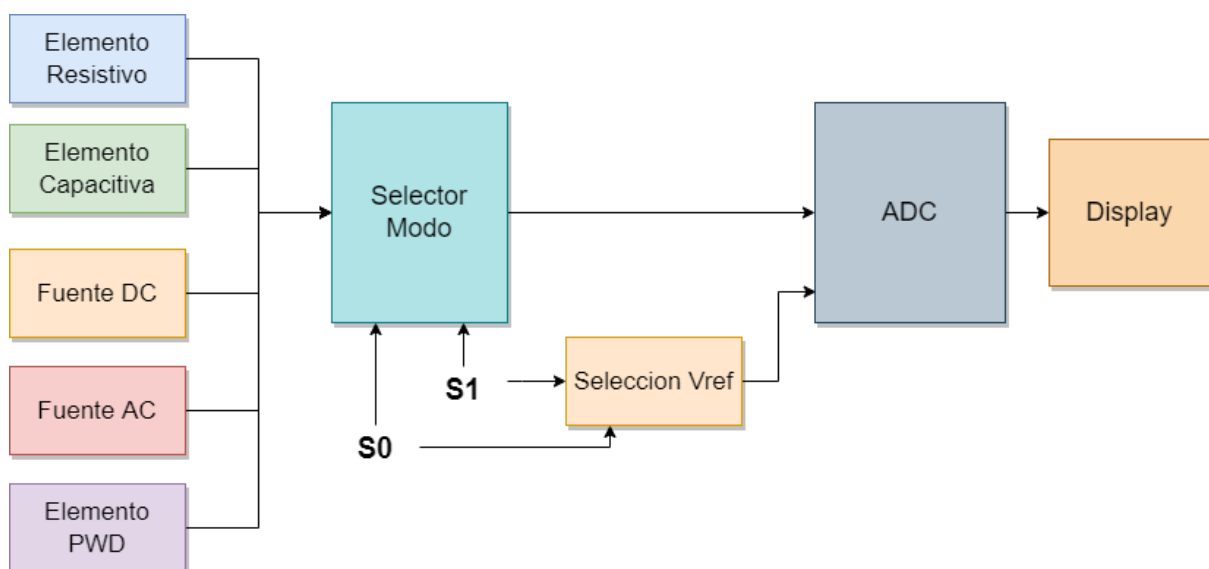 Elemento
Resistivo
Elemento
Capacitiva
Fuente DC
Fuente AC
Elemento
PWD
Selector
Modo
S1
S0
Seleccion Vref
ADC
Display